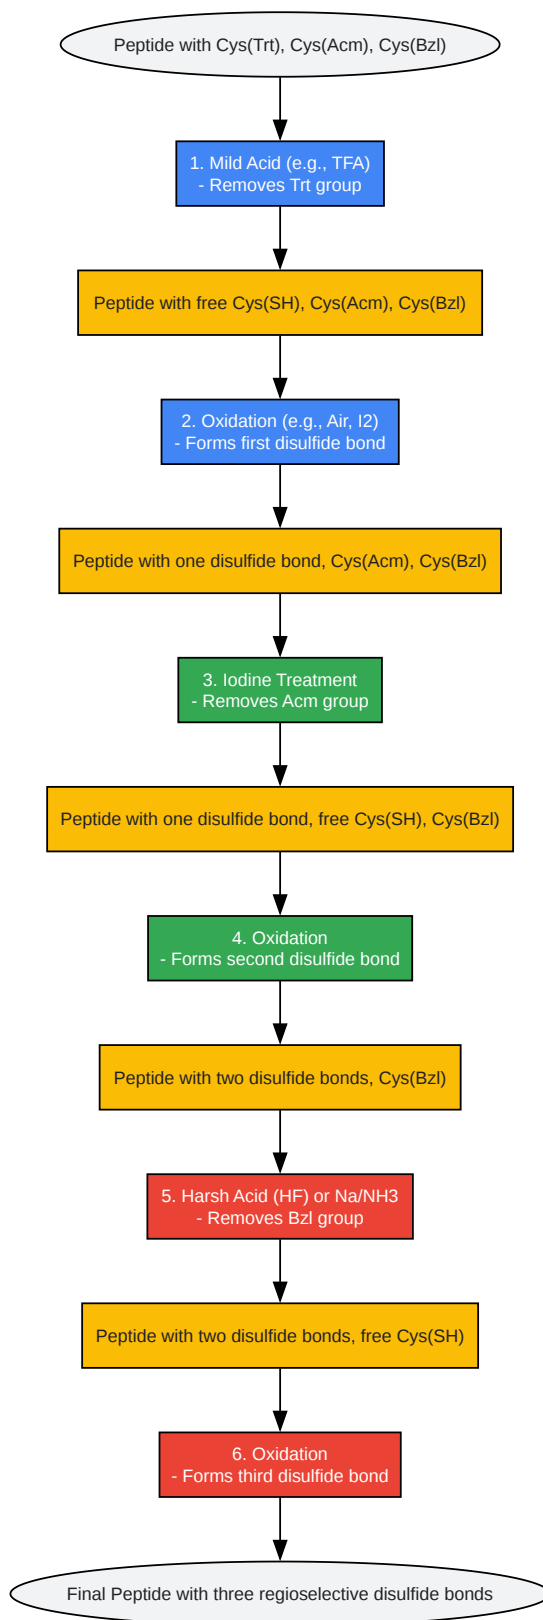 Peptide with Cys(Trt), Cys(Acm), Cys(Bzl)
1. Mild Acid (e.g., TFA)
- Removes Trt group
Peptide with free Cys(SH), Cys(Acm), Cys(Bzl)
2. Oxidation (e.g., Air, I2)
- Forms first disulfide bond
Peptide with one disulfide bond, Cys(Acm), Cys(Bzl)
3. Iodine Treatment
- Removes Acm group
Peptide with one disulfide bond, free Cys(SH), Cys(Bzl)
4. Oxidation
- Forms second disulfide bond
Peptide with two disulfide bonds, Cys(Bzl)
5. Harsh Acid (HF) or Na/NH3
- Removes Bzl group
Peptide with two disulfide bonds, free Cys(SH)
6. Oxidation
- Forms third disulfide bond
Final Peptide with three regioselective disulfide bonds